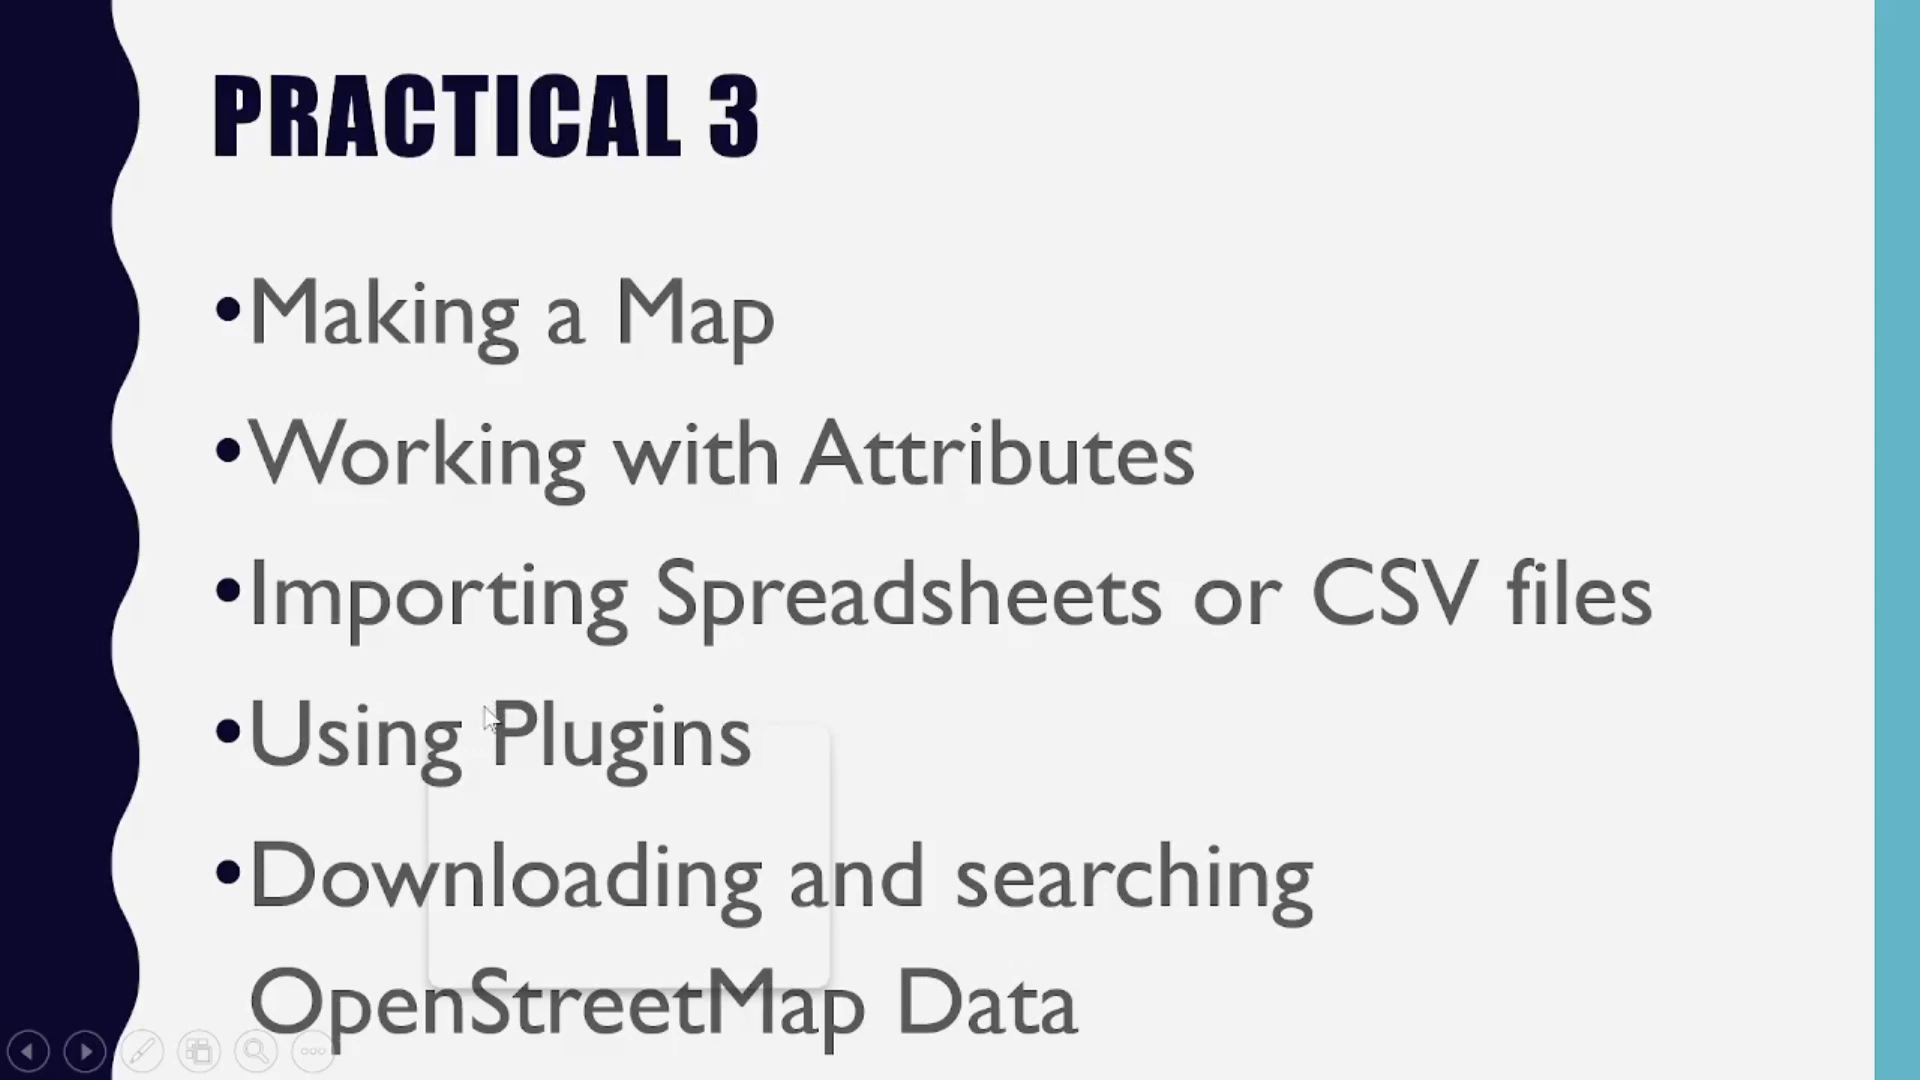 PRACTICAL 3
•Making a Map
•Working with Attributes
•Importing Spreadsheets or CSV files
•Using Plugins
•Downloading and searching
OpenStreetMap Data